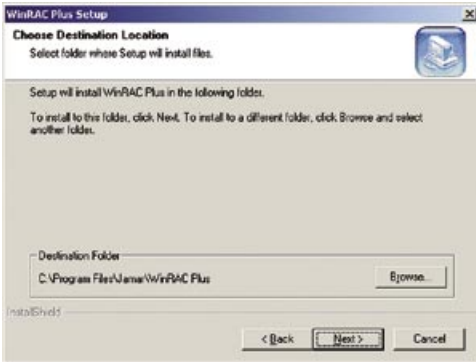 WinRAC Plus Setup
Choose Destination Location
Select folder where Setup will install files.
Setup will install WinRAC Plus in the following folder.
To install to this folder, click Next. To install to a different folder, click Browse and select
another folder.
Destination Folder
C:\Program Files\Jamar\WinRAC Plus
Browse...
InstallShield
< Back
Next >
Cancel